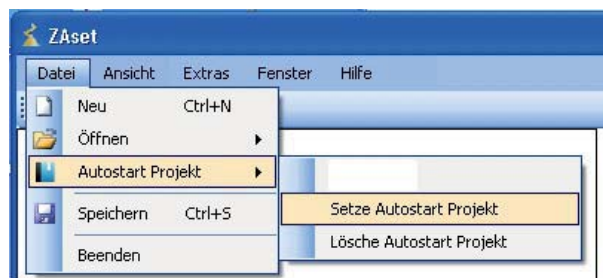 ZAset
Datei Ansicht Extras Fenster Hilfe
Neu Ctrl+N
Öffnen
Autostart Projekt
Setze Autostart Projekt
Speichern Ctrl+S
Lösche Autostart Projekt
Beenden